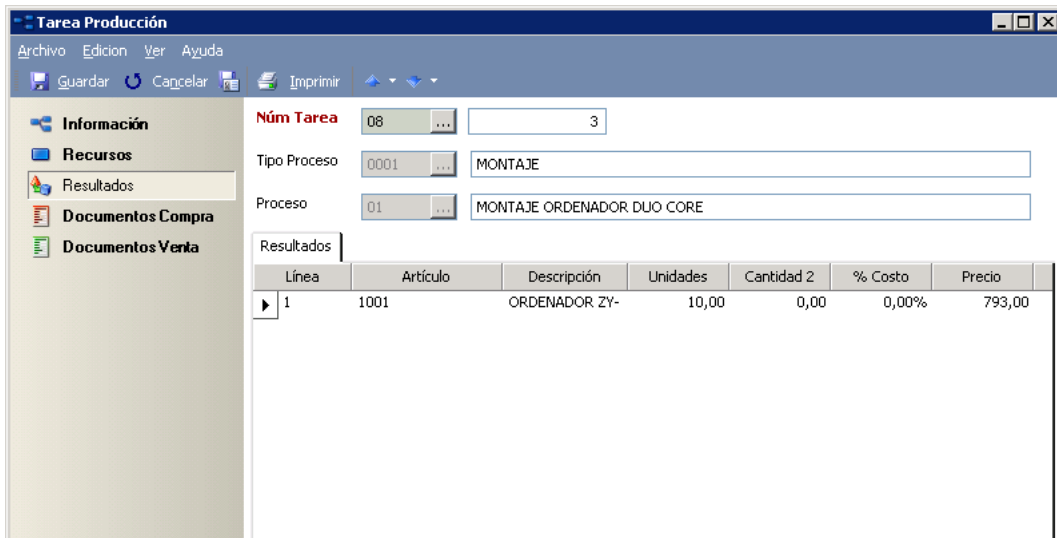 Tarea Producción
Archivo Edicion Ver Ayuda
Guardar Cancelar Imprimir
Información
Recursos
Resultados
Documentos Compra
Documentos Venta
Núm Tarea 08 ... 3
Tipo Proceso 0001 ... MONTAJE
Proceso 01 ... MONTAJE ORDENADOR DUO CORE
Resultados
Línea Artículo Descripción Unidades Cantidad 2 % Costo Precio
1 1001 ORDENADOR ZY- 10,00 0,00 0,00% 793,00